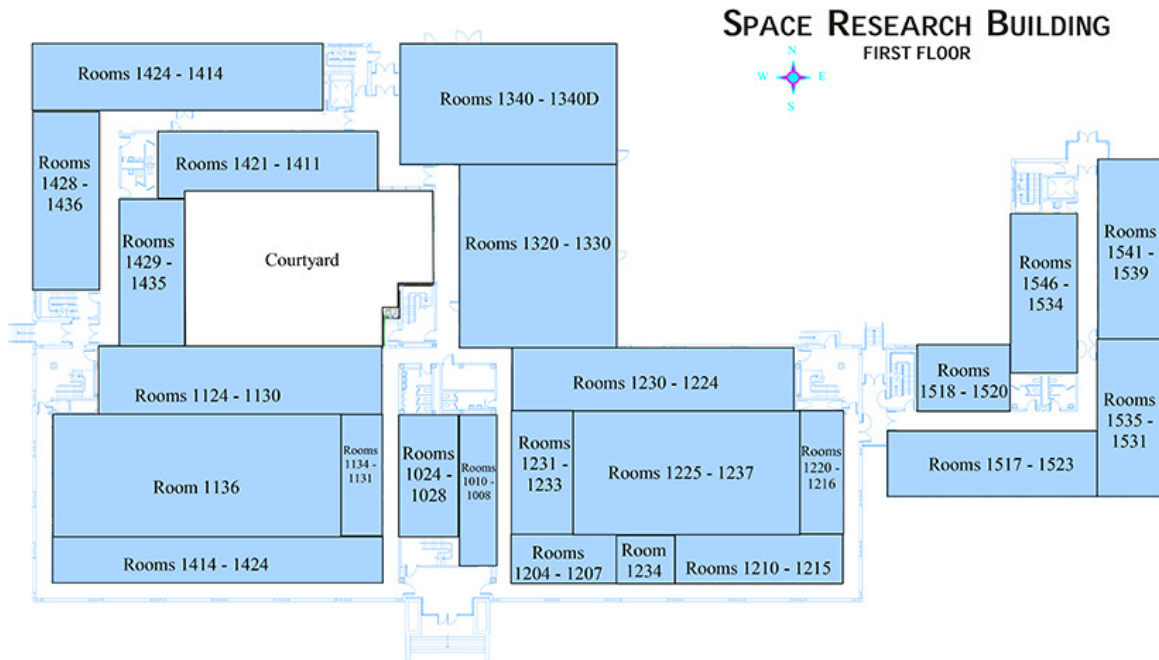 SPACE RESEARCH BUILDING
FIRST FLOOR
N
W E
S
Rooms 1424 - 1414
Rooms 1340 - 1340D
Rooms
1428 -
1436
Rooms 1421 - 1411
Rooms
1429 -
1435
Courtyard
Rooms 1320 - 1330
Rooms
1541 -
1539
Rooms
1546 -
1534
Rooms 1124 - 1130
Rooms 1230 - 1224
Rooms
1518 - 1520
Rooms
1535 -
1531
Room 1136
Rooms
1134 -
1131
Rooms
1024 -
1028
Rooms
1010 -
- 1008
Rooms
1231 -
1233
Rooms 1225 - 1237
Rooms
1220 -
1216
Rooms 1517 - 1523
Rooms 1414 - 1424
Rooms
1204 - 1207
Room
1234
Rooms 1210 - 1215